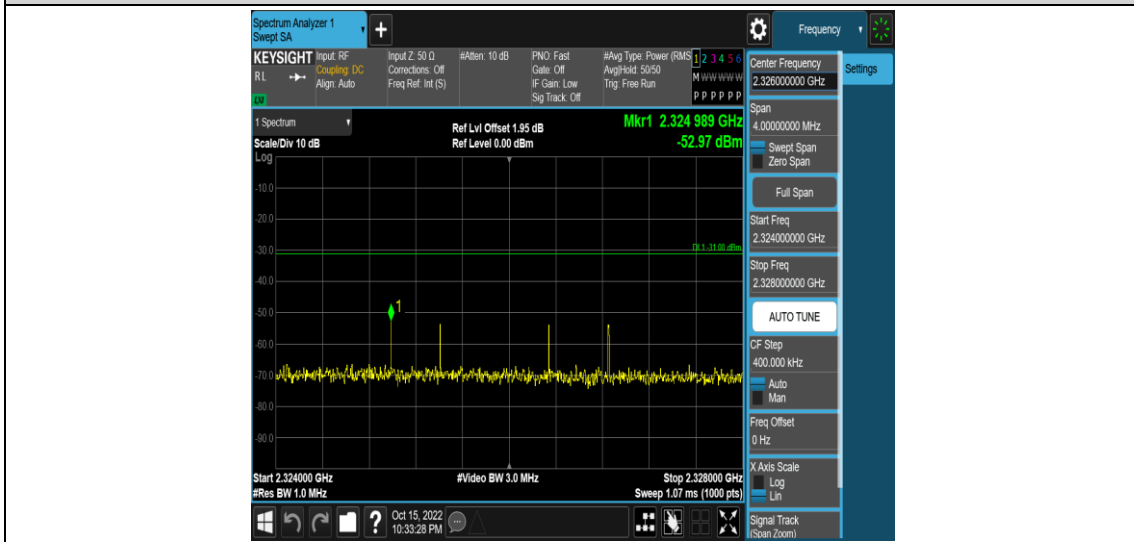 Spectrum Analyzer 1
Swept SA
+
Frequency
KEYSIGHT
RL
LXI
Input: RF
Coupling: DC
Align: Auto
Input Z: 50 Ω
Corrections: Off
Freq Ref: Int (S)
#Atten: 10 dB
PNO: Fast
Gate: Off
IF Gain: Low
Sig Track: Off
#Avg Type: Power (RMS
Avg|Hold: 50/50
Trig: Free Run
1 2 3 4 5 6
M W W W W W
P P P P P P
1 Spectrum
Scale/Div 10 dB
Log
Ref Lvl Offset 1.95 dB
Ref Level 0.00 dBm
Mkr1 2.324 989 GHz
-52.97 dBm
-10.0
-20.0
-30.0
DL1 -31.00 dBm
-40.0
-50.0
1
-60.0
-70.0
-80.0
-90.0
Start 2.324000 GHz
#Res BW 1.0 MHz
#Video BW 3.0 MHz
Stop 2.328000 GHz
Sweep 1.07 ms (1000 pts)
Center Frequency
2.326000000 GHz
Settings
Span
4.00000000 MHz
Swept Span
Zero Span
Full Span
Start Freq
2.324000000 GHz
Stop Freq
2.328000000 GHz
AUTO TUNE
CF Step
400.000 kHz
Auto
Man
Freq Offset
0 Hz
X Axis Scale
Log
Lin
Signal Track
(Span Zoom)
?
Oct 15, 2022
10:33:28 PM